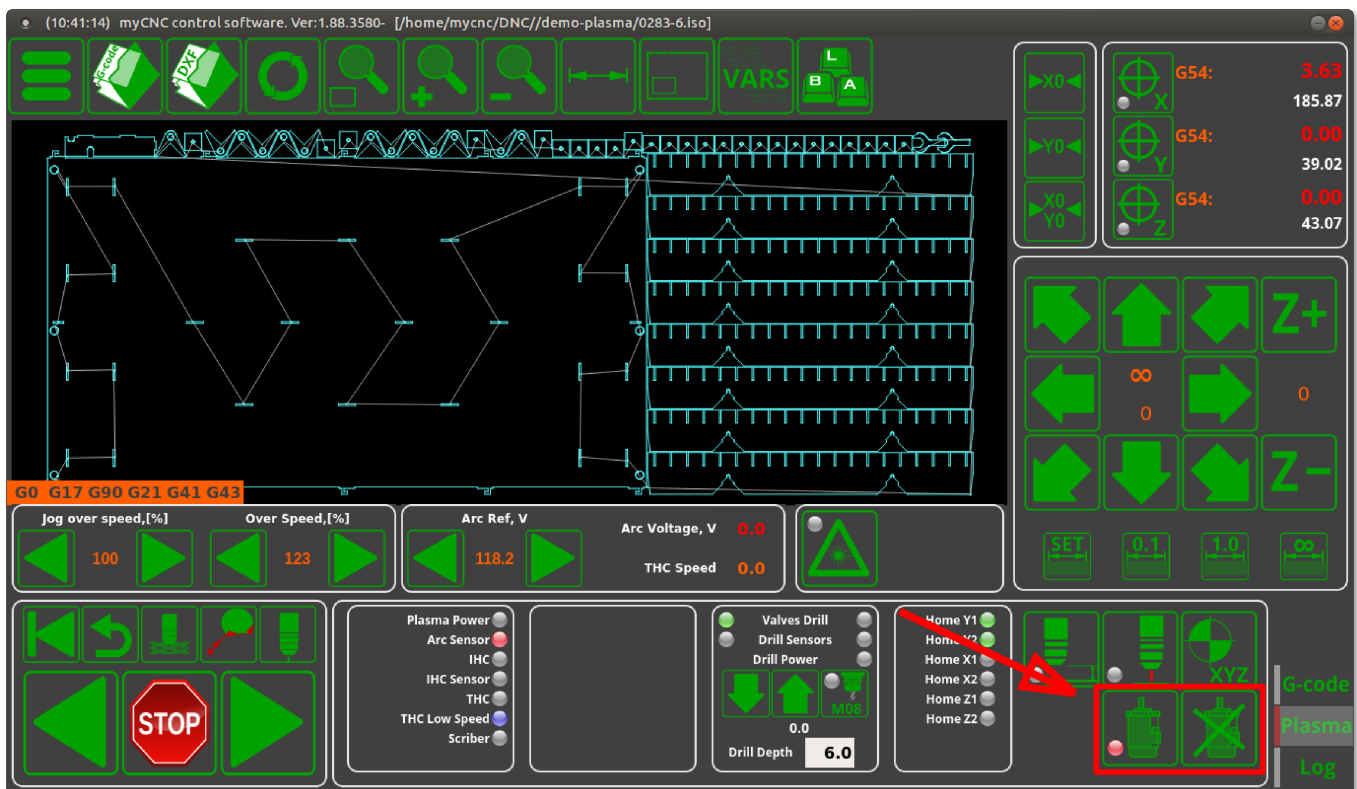 (10:41:14) myCNC control software. Ver:1.88.3580- [/home/mycnc/DNC//demo-plasma/0283-6.iso]
G-code
DXF
VARS
L
B A
X0
G54: 3.63
X
185.87
Y0
G54: 0.00
Y
39.02
X0
Y0
G54: 0.00
Z
43.07
Z+
∞
0
0
Z-
SET 0.1 1.0 ∞
G0 G17 G90 G21 G41 G43
Jog over speed,[%] Over Speed,[%]
100 123
Arc Ref, V
118.2
Arc Voltage, V 0.0
THC Speed 0.0
STOP
Plasma Power
Arc Sensor
IHC
IHC Sensor
THC
THC Low Speed
Scriber
Valves Drill
Drill Sensors
Drill Power
M08
0.0
Drill Depth 6.0
Home Y1
Home Y2
Home X1
Home X2
Home Z1
Home Z2
XYZ
G-code
Plasma
Log